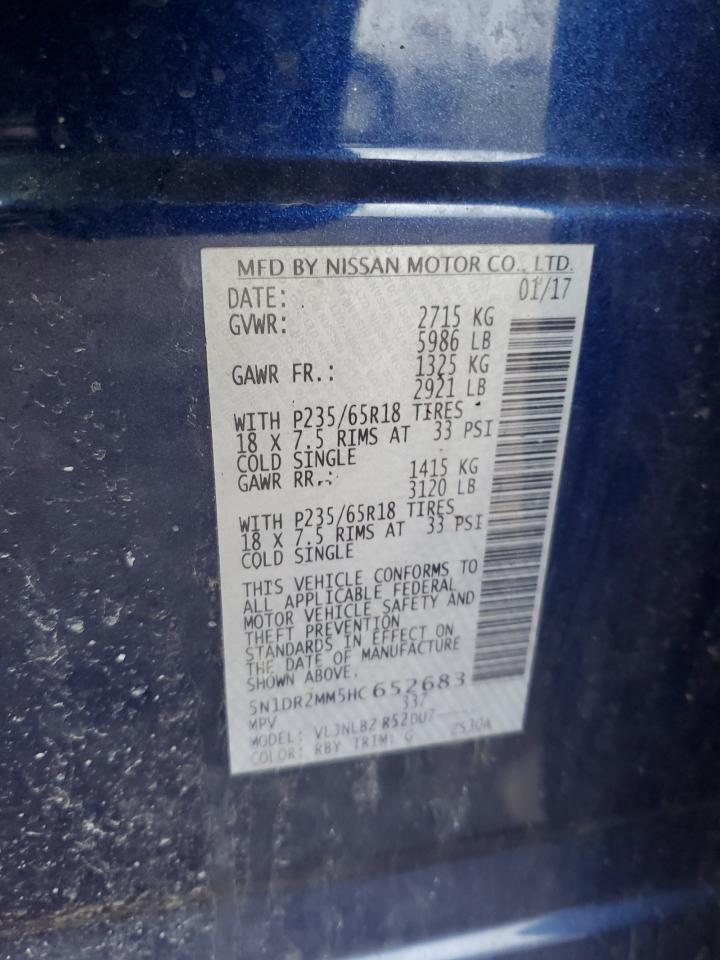 MFD BY NISSAN MOTOR CO., LTD.
DATE: 01/17
GVWR: 2715 KG
5986 LB
GAWR FR.: 1325 KG
2921 LB
WITH P235/65R18 TIRES
18 X 7.5 RIMS AT 33 PSI
COLD SINGLE
GAWR RR.: 1415 KG
3120 LB
WITH P235/65R18 TIRES
18 X 7.5 RIMS AT 33 PSI
COLD SINGLE
THIS VEHICLE CONFORMS TO
ALL APPLICABLE FEDERAL
MOTOR VEHICLE SAFETY AND
THEFT PREVENTION
STANDARDS IN EFFECT ON
THE DATE OF MANUFACTURE
SHOWN ABOVE.
5N1DR2MM5HC652683
MPV 337
MODEL:
COLOR: RBY TRIM: G